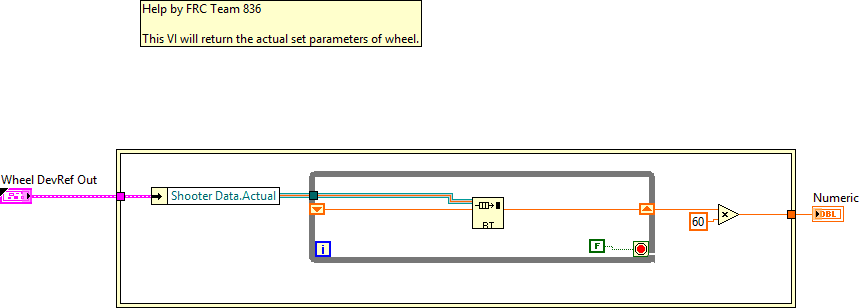 Help by FRC Team 836
This VI will return the actual set parameters of wheel.
Wheel DevRef Out
Shooter Data.Actual
RT
i
F
60
×
Numeric
DBL